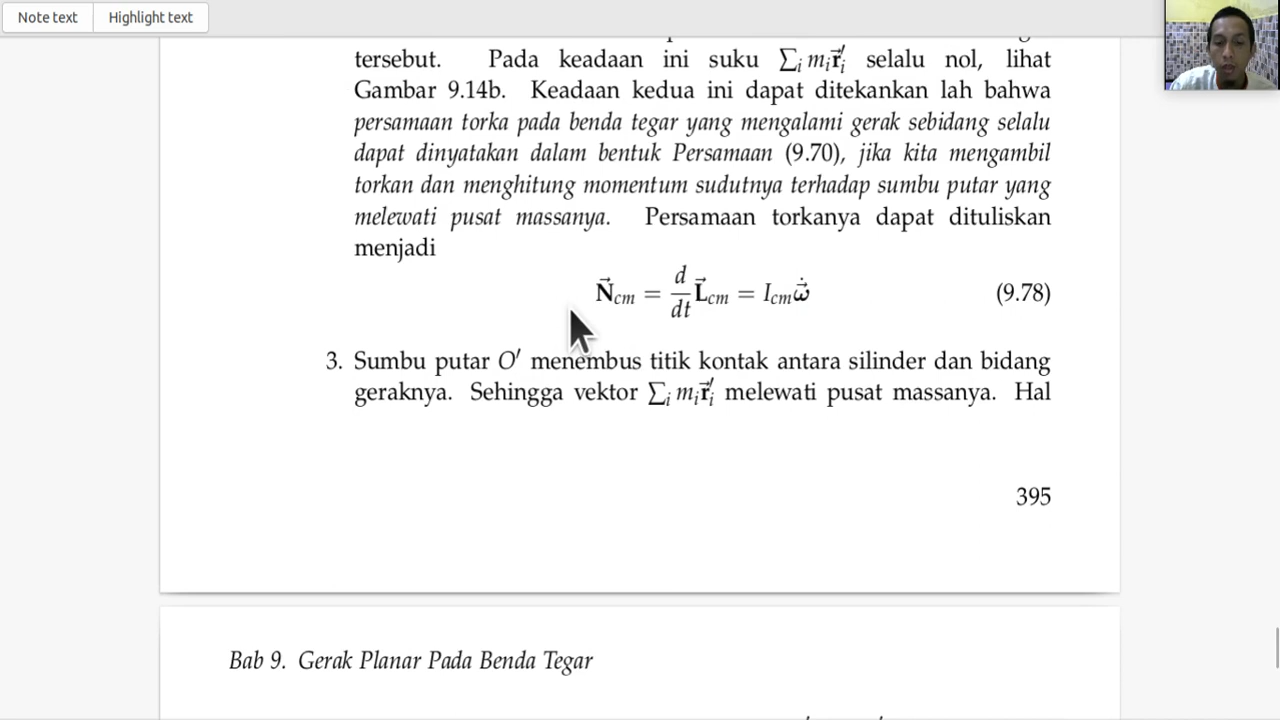 Note text
Highlight text
tersebut. Pada keadaan ini suku ∑ᵢ mᵢr⃗ᵢ′ selalu nol, lihat
Gambar 9.14b. Keadaan kedua ini dapat ditekankan lah bahwa
persamaan torka pada benda tegar yang mengalami gerak sebidang selalu
dapat dinyatakan dalam bentuk Persamaan (9.70), jika kita mengambil
torkan dan menghitung momentum sudutnya terhadap sumbu putar yang
melewati pusat massanya. Persamaan torkanya dapat dituliskan
menjadi
N⃗cm = d/dt L⃗cm = Icm ω⃗̇ (9.78)
3. Sumbu putar O′ menembus titik kontak antara silinder dan bidang
geraknya. Sehingga vektor ∑ᵢ mᵢr⃗ᵢ′ melewati pusat massanya. Hal
395
Bab 9. Gerak Planar Pada Benda Tegar